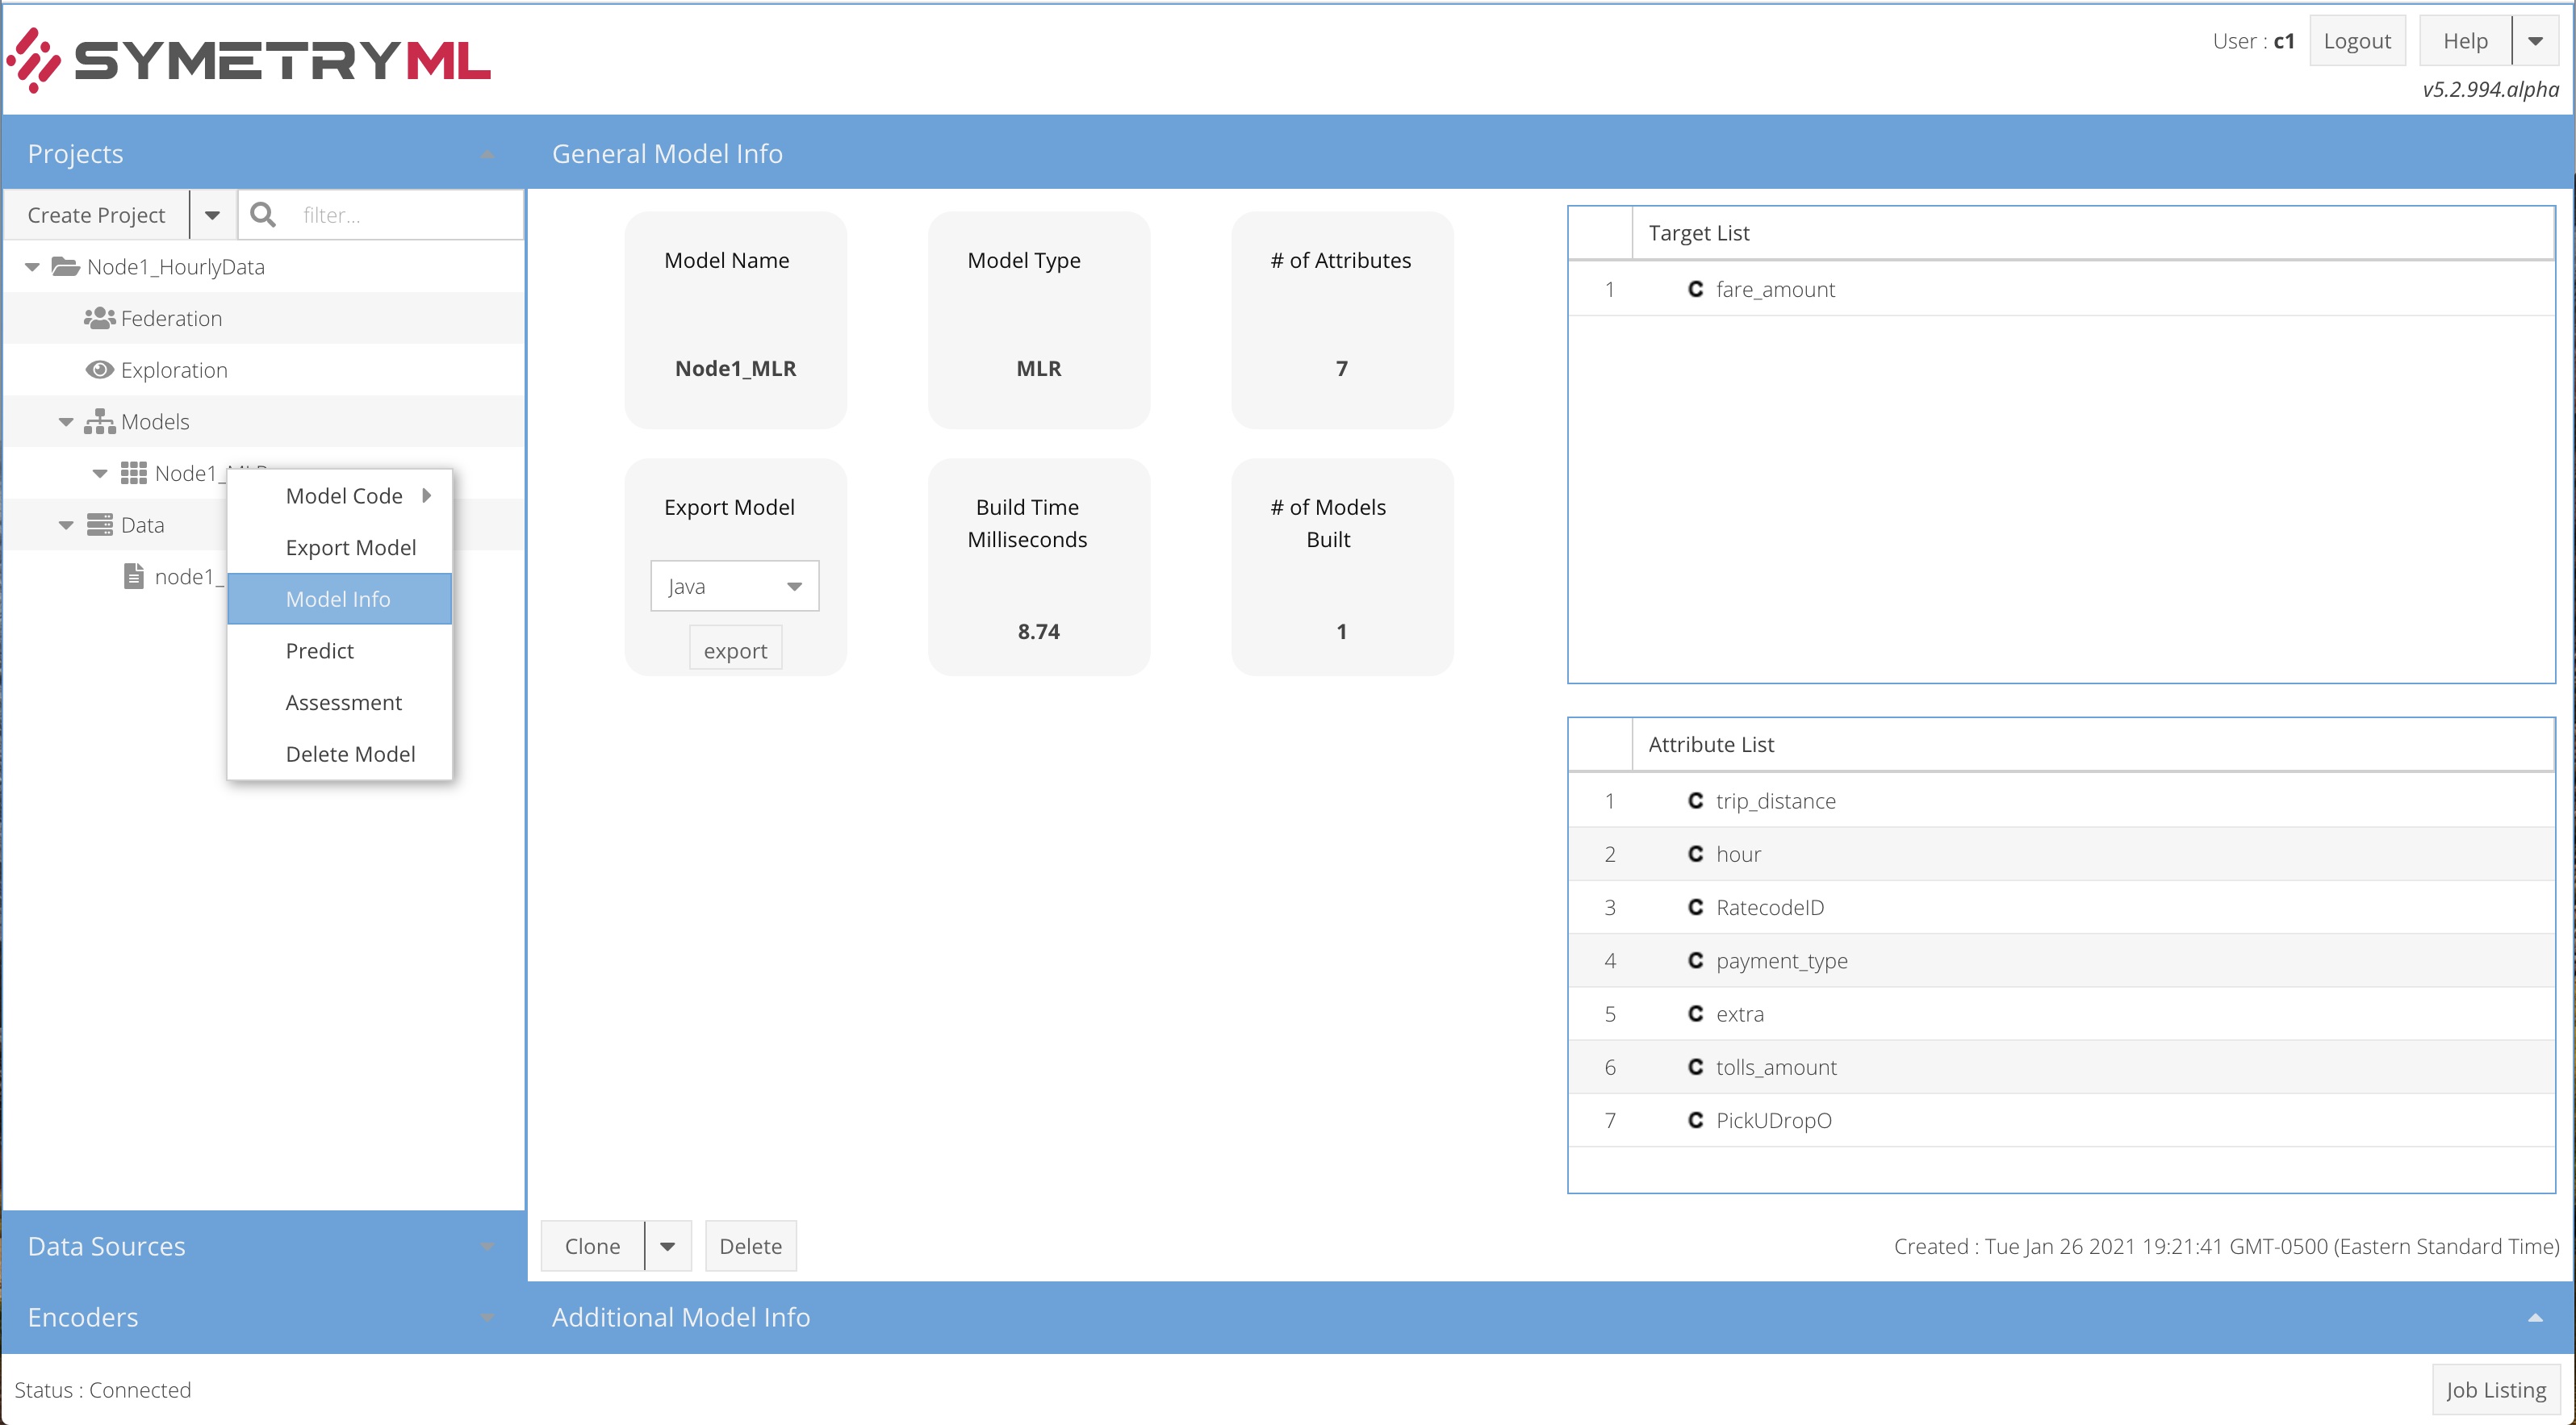 SYMETRYML
User : c1
Logout
Help
v5.2.994.alpha
Projects
General Model Info
Create Project
filter...
Node1_HourlyData
Federation
Exploration
Models
Node1_
Data
node1_
Model Code
Export Model
Model Info
Predict
Assessment
Delete Model
Model Name
Node1_MLR
Model Type
MLR
# of Attributes
7
Export Model
Java
export
Build Time
Milliseconds
8.74
# of Models
Built
1
Target List
1 C fare_amount
Attribute List
1 C trip_distance
2 C hour
3 C RatecodeID
4 C payment_type
5 C extra
6 C tolls_amount
7 C PickUDropO
Data Sources
Clone
Delete
Created : Tue Jan 26 2021 19:21:41 GMT-0500 (Eastern Standard Time)
Encoders
Additional Model Info
Status : Connected
Job Listing